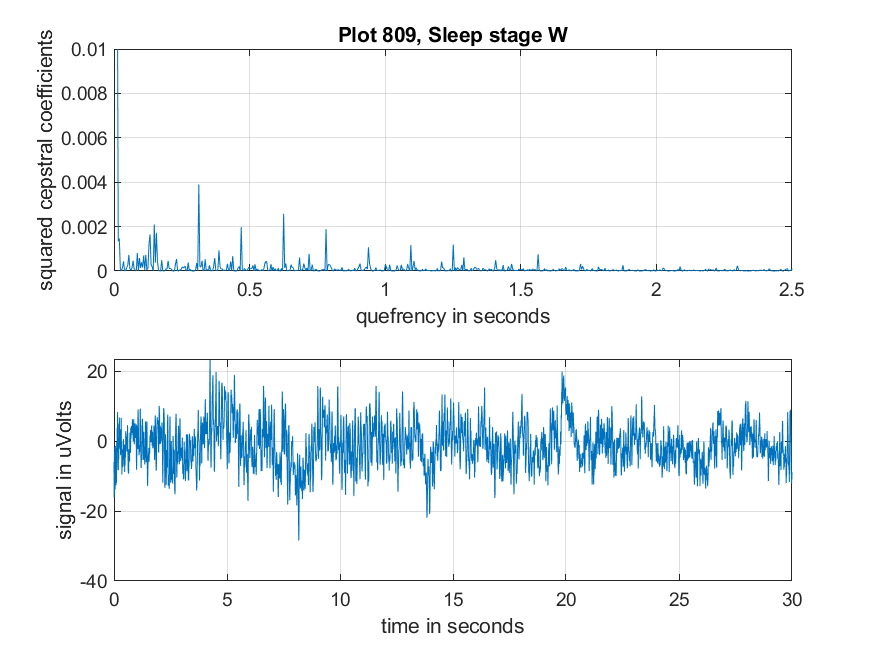 Plot 809, Sleep stage W
squared cepstral coefficients
0.01
0.008
0.006
0.004
0.002
0
0 0.5 1 1.5 2 2.5
quefrency in seconds
signal in uVolts
20
0
-20
-40
0 5 10 15 20 25 30
time in seconds